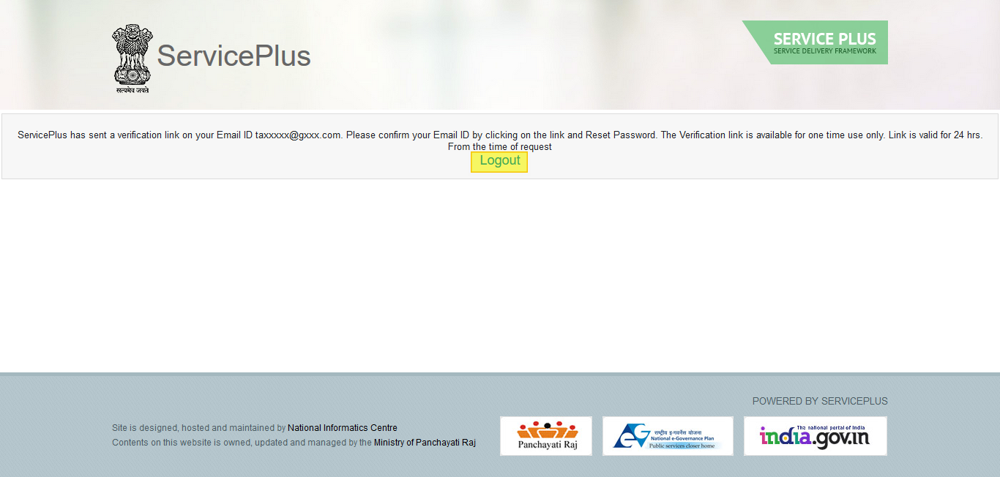 सत्यमेव जयते
ServicePlus
SERVICE PLUS
SERVICE DELIVERY FRAMEWORK
ServicePlus has sent a verification link on your Email ID taxxxxx@gxxx.com. Please confirm your Email ID by clicking on the link and Reset Password. The Verification link is available for one time use only. Link is valid for 24 hrs.
From the time of request
Logout
POWERED BY SERVICEPLUS
Site is designed, hosted and maintained by National Informatics Centre
Contents on this website is owned, updated and managed by the Ministry of Panchayati Raj
Panchayati Raj
राष्ट्रीय ई-गवर्नेंस योजना
National e-Governance Plan
Public services closer home
The national portal of India
india.gov.in